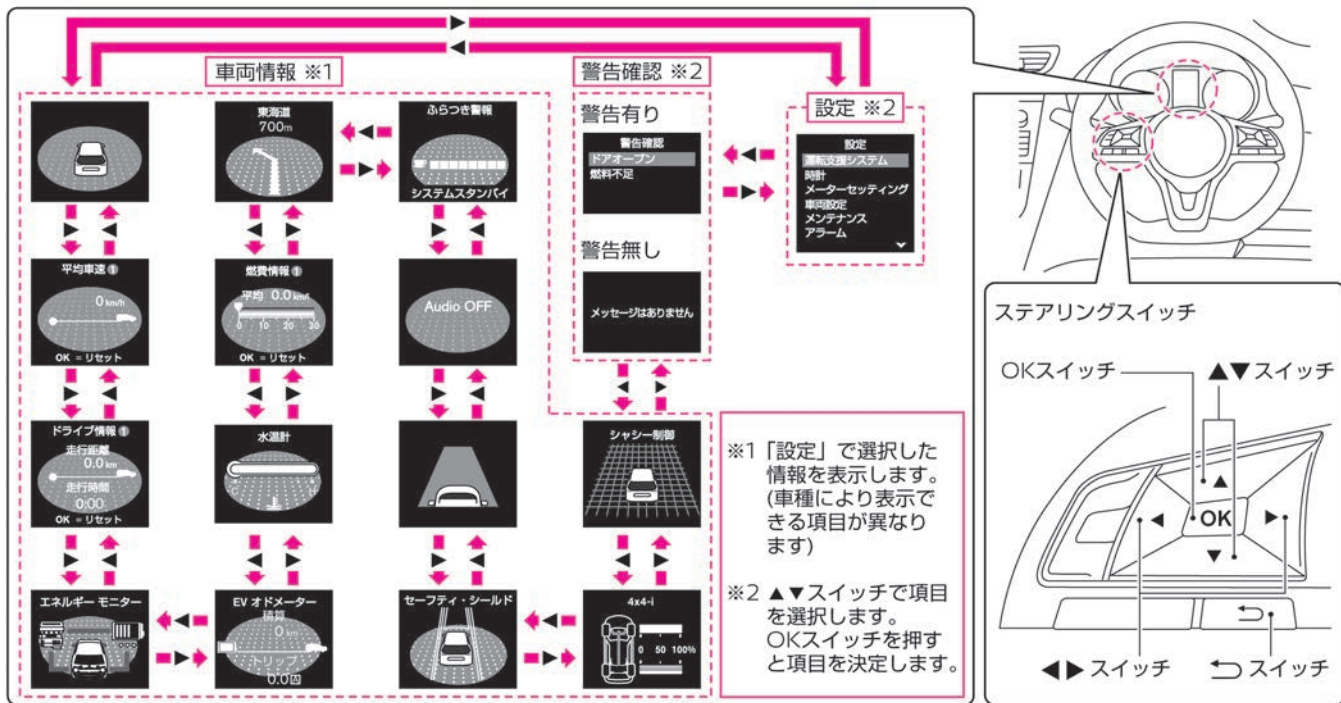 車両情報 ※1
平均車速 ❶
0 km/h
OK = リセット
ドライブ情報 ❶
走行距離
0.0 km
走行時間
0:00
OK = リセット
エネルギー モニター
東海道
700m
燃費情報 ❶
平均 0.0 km/l
0 10 20 30
OK = リセット
水温計
EV オドメーター
積算
0 km
トリップ
0.0
ふらつき警報
システムスタンバイ
Audio OFF
セーフティ・シールド
警告確認 ※2
警告有り
警告確認
ドアオープン
燃料不足
警告無し
メッセージはありません
シャシー制御
4x4-i
0 50 100%
設定 ※2
設定
運転支援システム
時計
メーターセッティング
車両設定
メンテナンス
アラーム
※1 「設定」で選択した
情報を表示します。
(車種により表示で
きる項目が異なり
ます)
※2 ▲▼スイッチで項目
を選択します。
OKスイッチを押す
と項目を決定します。
ステアリングスイッチ
OKスイッチ
▲▼スイッチ
OK
◀▶スイッチ
⮌スイッチ